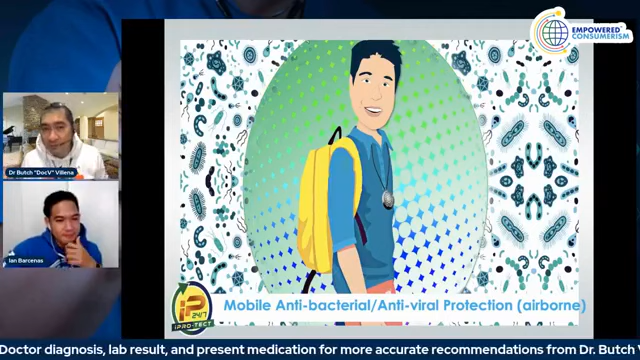 EMPOWERED
CONSUMERISM
Dr Butch "DocV" Villena
Ian Barcenas
iP
24/7
iPRO-TECT
Mobile Anti-bacterial/Anti-viral Protection (airborne)
Doctor diagnosis, lab result, and present medication for more accurate recommendations from Dr. Butch